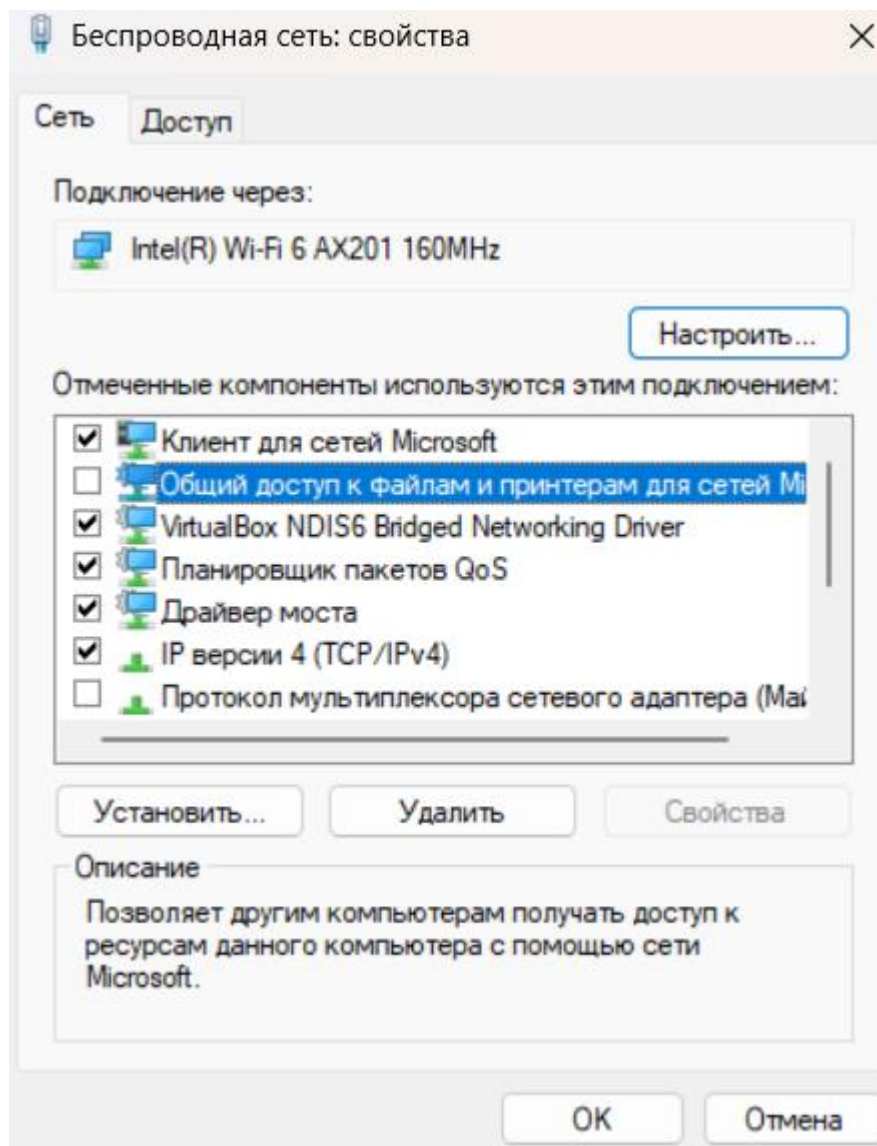 Беспроводная сеть: свойства
Сеть
Доступ
Подключение через:
Intel(R) Wi-Fi 6 AX201 160MHz
Настроить...
Отмеченные компоненты используются этим подключением:
Клиент для сетей Microsoft
Общий доступ к файлам и принтерам для сетей Mi
VirtualBox NDIS6 Bridged Networking Driver
Планировщик пакетов QoS
Драйвер моста
IP версии 4 (TCP/IPv4)
Протокол мультиплексора сетевого адаптера (Май
Установить...
Удалить
Свойства
Описание
Позволяет другим компьютерам получать доступ к
ресурсам данного компьютера с помощью сети
Microsoft.
ОК
Отмена